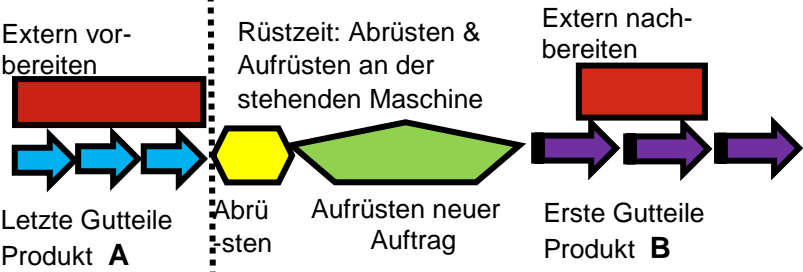 Extern vor-
bereiten
Rüstzeit: Abrüsten &
Aufrüsten an der
stehenden Maschine
Extern nach-
bereiten
Letzte Gutteile
Produkt A
Abrü
-sten
Aufrüsten neuer
Auftrag
Erste Gutteile
Produkt B